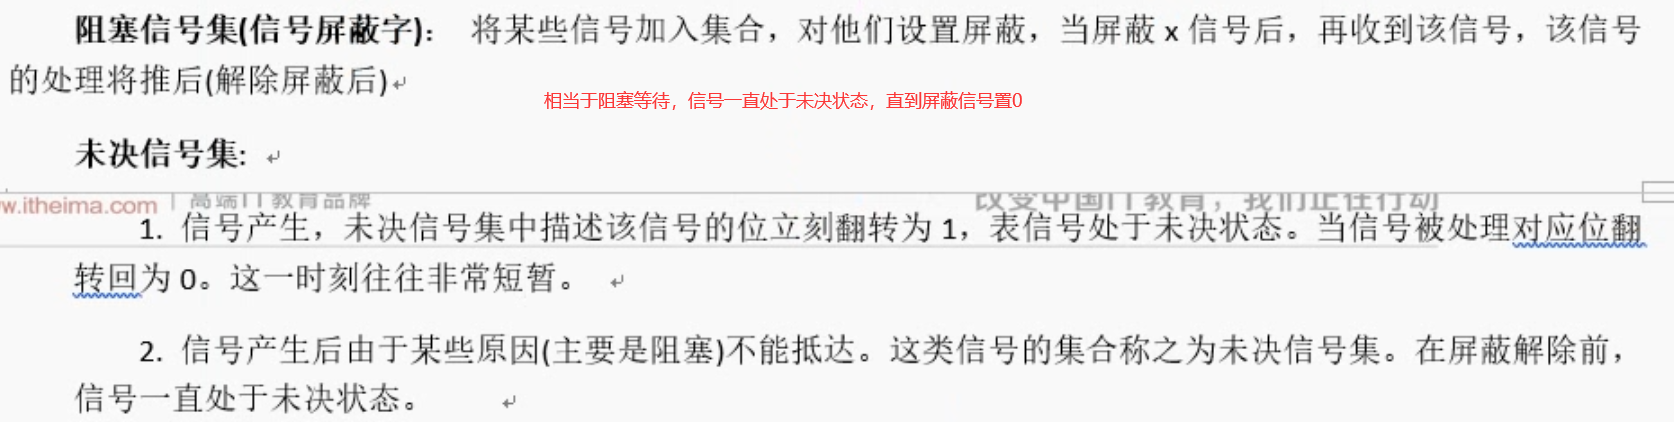 阻塞信号集(信号屏蔽字)： 将某些信号加入集合，对他们设置屏蔽，当屏蔽 x 信号后，再收到该信号，该信号
的处理将推后(解除屏蔽后)
相当于阻塞等待，信号一直处于未决状态，直到屏蔽信号置0
未决信号集:
w.itheima.com | 高端IT教育品牌 改变中国IT教育，我们正在行动
1. 信号产生，未决信号集中描述该信号的位立刻翻转为 1，表信号处于未决状态。当信号被处理对应位翻
转回为 0。这一时刻往往非常短暂。
2. 信号产生后由于某些原因(主要是阻塞)不能抵达。这类信号的集合称之为未决信号集。在屏蔽解除前，
信号一直处于未决状态。